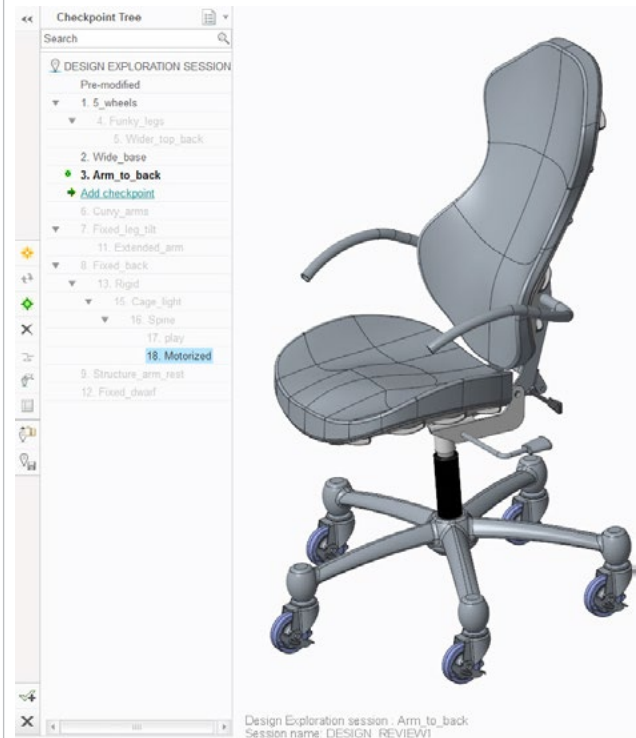 Checkpoint Tree
Search
DESIGN EXPLORATION SESSION
Pre-modified
1. 5_wheels
4. Funky_legs
5. Wider_top_back
2. Wide_base
3. Arm_to_back
Add checkpoint
6. Curvy_arms
7. Fixed_leg_tilt
11. Extended_arm
8. Fixed_back
13. Rigid
15. Cage_light
16. Spine
17. play
18. Motorized
9. Structure_arm_rest
12. Fixed_dwarf
Design Exploration session : Arm_to_back
Session name: DESIGN_REVIEW1